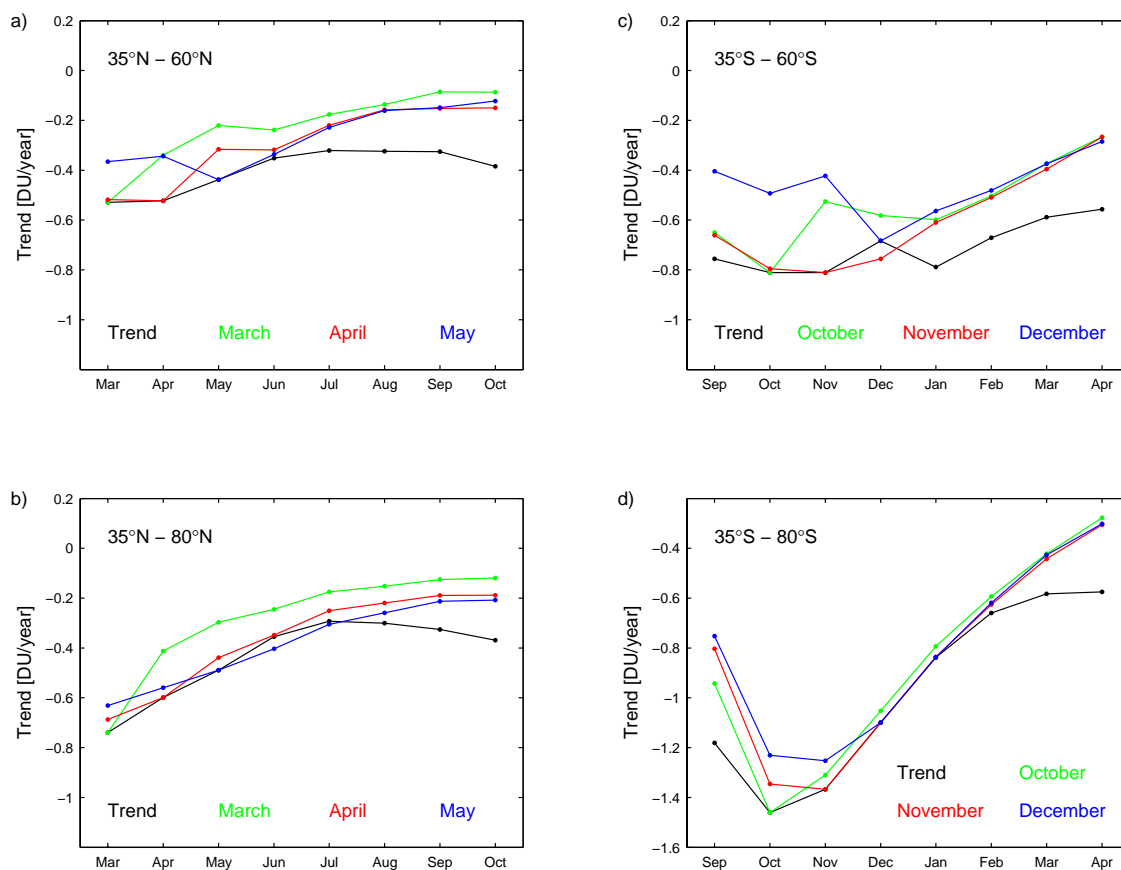 a)
35°N – 60°N
Trend [DU/year]
0.2
0
−0.2
−0.4
−0.6
−0.8
−1
Trend March April May
Mar Apr May Jun Jul Aug Sep Oct
c)
35°S – 60°S
Trend [DU/year]
0.2
0
−0.2
−0.4
−0.6
−0.8
−1
Trend October November December
Sep Oct Nov Dec Jan Feb Mar Apr
b)
35°N – 80°N
Trend [DU/year]
0.2
0
−0.2
−0.4
−0.6
−0.8
−1
Trend March April May
Mar Apr May Jun Jul Aug Sep Oct
d)
35°S – 80°S
Trend [DU/year]
−0.4
−0.6
−0.8
−1
−1.2
−1.4
−1.6
Trend October
November December
Sep Oct Nov Dec Jan Feb Mar Apr